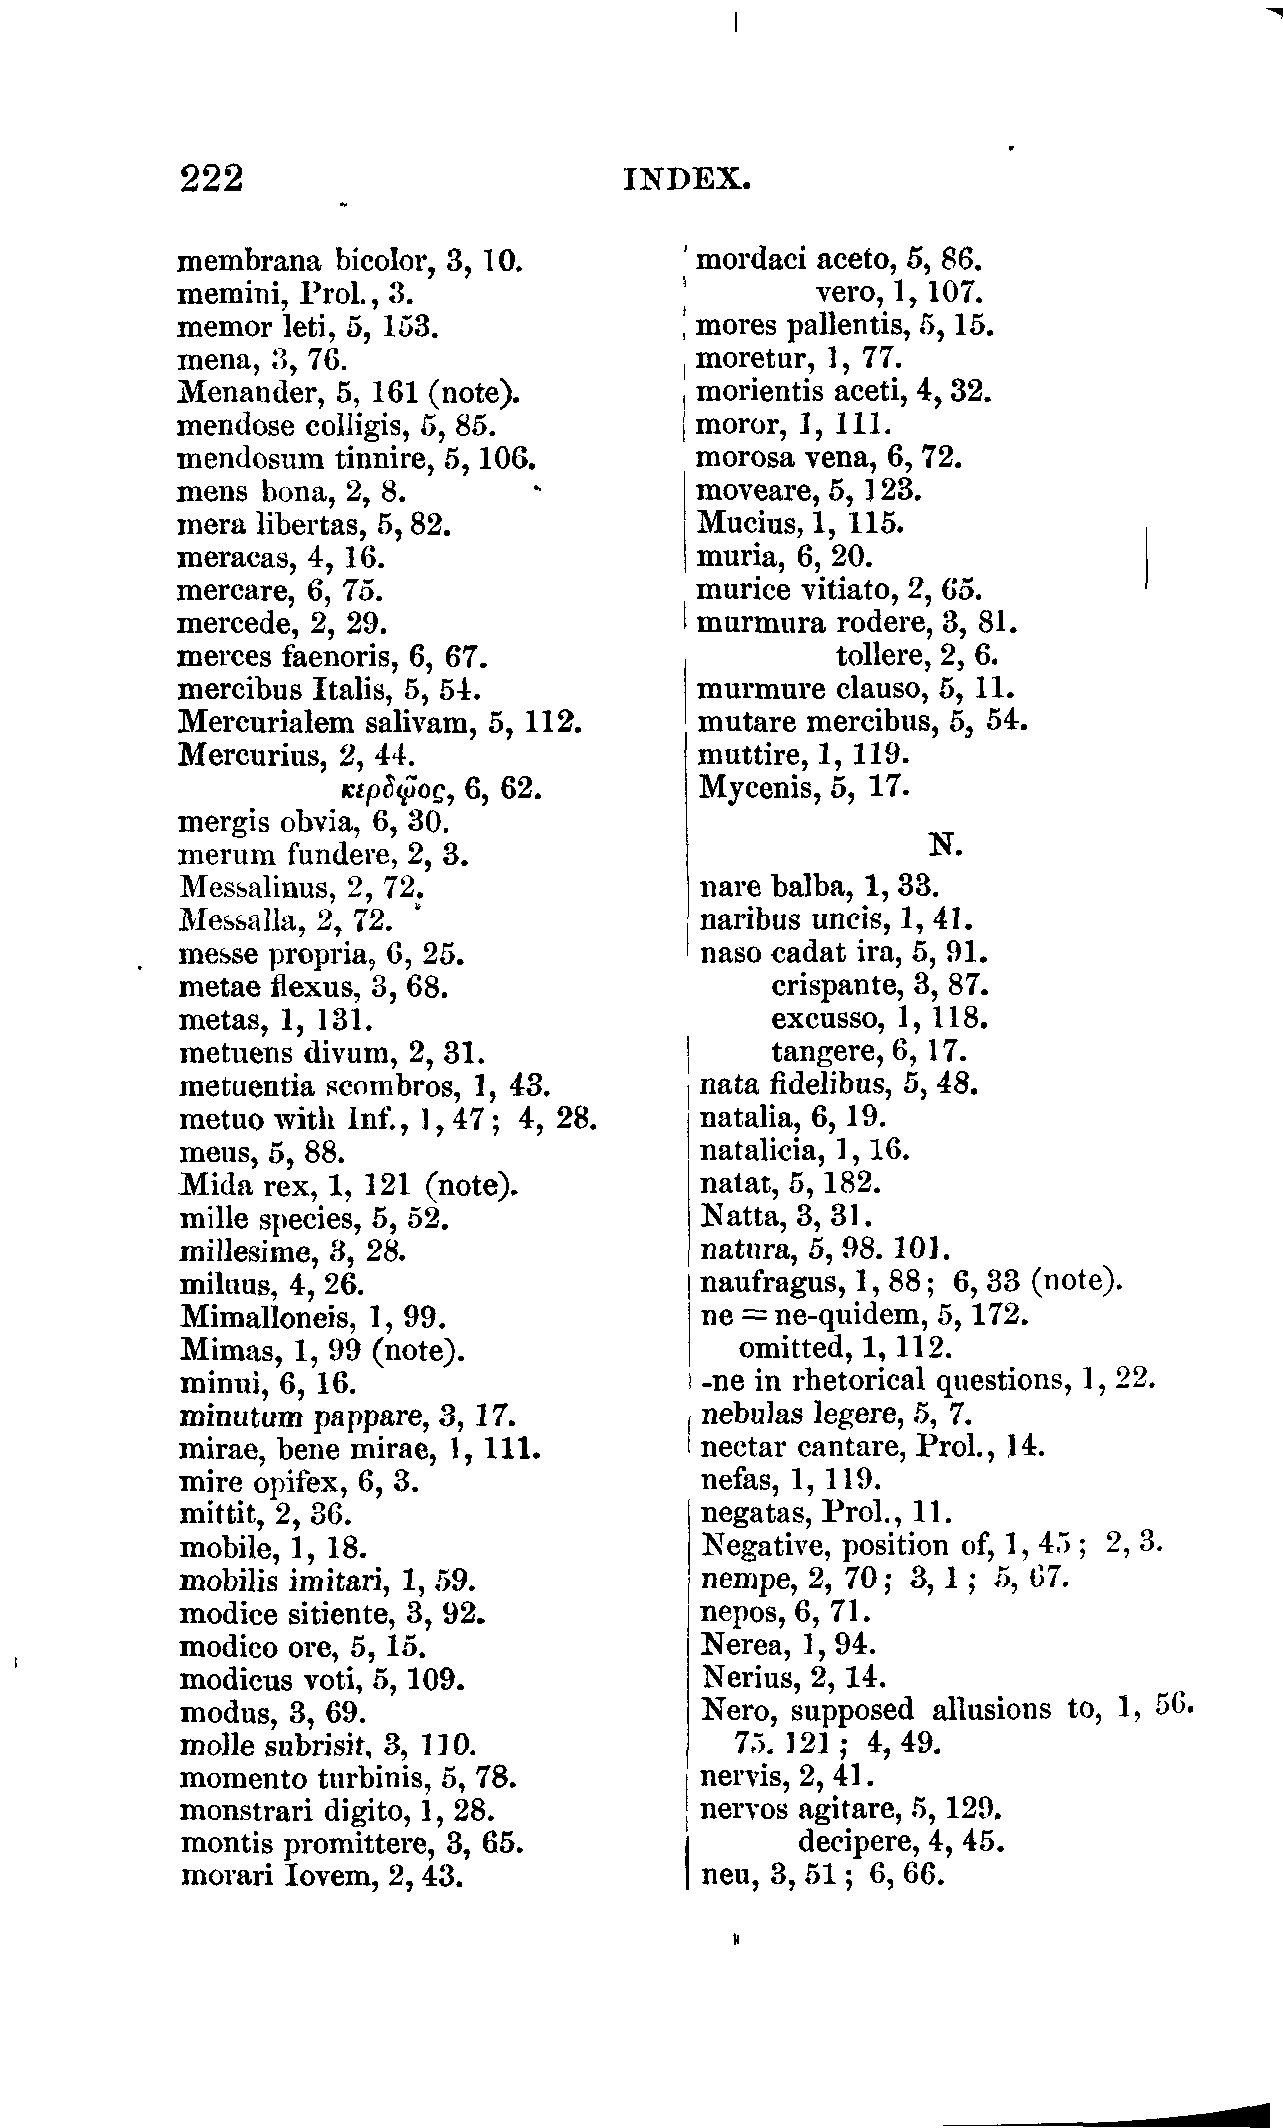 222 INDEX.
membrana bicolor, 3, 10.
memini, Prol., 3.
memor leti, 5, 153.
mena, 3, 76.
Menander, 5, 161 (note).
mendose colligis, 5, 85.
mendosum tinnire, 5, 106.
mens bona, 2, 8.
mera libertas, 5, 82.
meracas, 4, 16.
mercare, 6, 75.
mercede, 2, 29.
merces faenoris, 6, 67.
mercibus Italis, 5, 54.
Mercurialem salivam, 5, 112.
Mercurius, 2, 44.
κερδῷος, 6, 62.
mergis obvia, 6, 30.
merum fundere, 2, 3.
Messalinus, 2, 72.
Messalla, 2, 72.
messe propria, 6, 25.
metae flexus, 3, 68.
metas, 1, 131.
metuens divum, 2, 31.
metuentia scombros, 1, 43.
metuo with Inf., 1, 47; 4, 28.
meus, 5, 88.
Mida rex, 1, 121 (note).
mille species, 5, 52.
millesime, 3, 28.
miluus, 4, 26.
Mimalloneis, 1, 99.
Mimas, 1, 99 (note).
minui, 6, 16.
minutum pappare, 3, 17.
mirae, bene mirae, 1, 111.
mire opifex, 6, 3.
mittit, 2, 36.
mobile, 1, 18.
mobilis imitari, 1, 59.
modice sitiente, 3, 92.
modico ore, 5, 15.
modicus voti, 5, 109.
modus, 3, 69.
molle subrisit, 3, 110.
momento turbinis, 5, 78.
monstrari digito, 1, 28.
montis promittere, 3, 65.
morari Iovem, 2, 43.
mordaci aceto, 5, 86.
vero, 1, 107.
mores pallentis, 5, 15.
moretur, 1, 77.
morientis aceti, 4, 32.
moror, 1, 111.
morosa vena, 6, 72.
moveare, 5, 123.
Mucius, 1, 115.
muria, 6, 20.
murice vitiato, 2, 65.
murmura rodere, 3, 81.
tollere, 2, 6.
murmure clauso, 5, 11.
mutare mercibus, 5, 54.
muttire, 1, 119.
Mycenis, 5, 17.
N.
nare balba, 1, 33.
naribus uncis, 1, 41.
naso cadat ira, 5, 91.
crispante, 3, 87.
excusso, 1, 118.
tangere, 6, 17.
nata fidelibus, 5, 48.
natalia, 6, 19.
natalicia, 1, 16.
natat, 5, 182.
Natta, 3, 31.
natura, 5, 98. 101.
naufragus, 1, 88; 6, 33 (note).
ne = ne-quidem, 5, 172.
omitted, 1, 112.
-ne in rhetorical questions, 1, 22.
nebulas legere, 5, 7.
nectar cantare, Prol., 14.
nefas, 1, 119.
negatas, Prol., 11.
Negative, position of, 1, 45; 2, 3.
nempe, 2, 70; 3, 1; 5, 67.
nepos, 6, 71.
Nerea, 1, 94.
Nerius, 2, 14.
Nero, supposed allusions to, 1, 56.
75. 121; 4, 49.
nervis, 2, 41.
nervos agitare, 5, 129.
decipere, 4, 45.
neu, 3, 51; 6, 66.